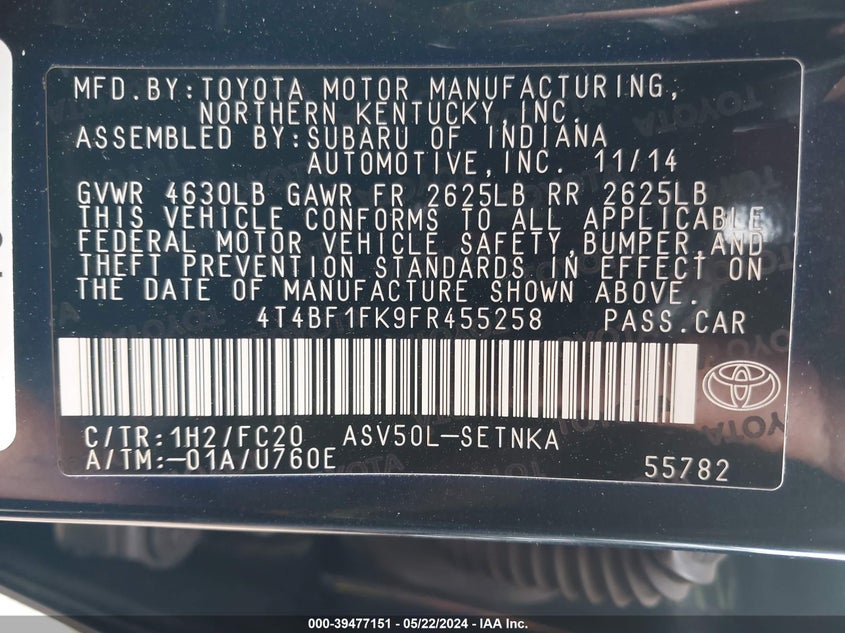 MFD.BY:TOYOTA MOTOR MANUFACTURING,
NORTHERN KENTUCKY,INC.
ASSEMBLED BY:SUBARU OF INDIANA
AUTOMOTIVE,INC. 11/14
GVWR 4630LB GAWR FR 2625LB RR 2625LB
THIS VEHICLE CONFORMS TO ALL APPLICABLE
FEDERAL MOTOR VEHICLE SAFETY,BUMPER,AND
THEFT PREVENTION STANDARDS IN EFFECT ON
THE DATE OF MANUFACTURE SHOWN ABOVE.
4T4BF1FK9FR455258 PASS.CAR
C/TR:1H2/FC20 ASV50L-SETNKA
A/TM:-01A/U760E 55782
000-39477151 - 05/22/2024 - IAA Inc.